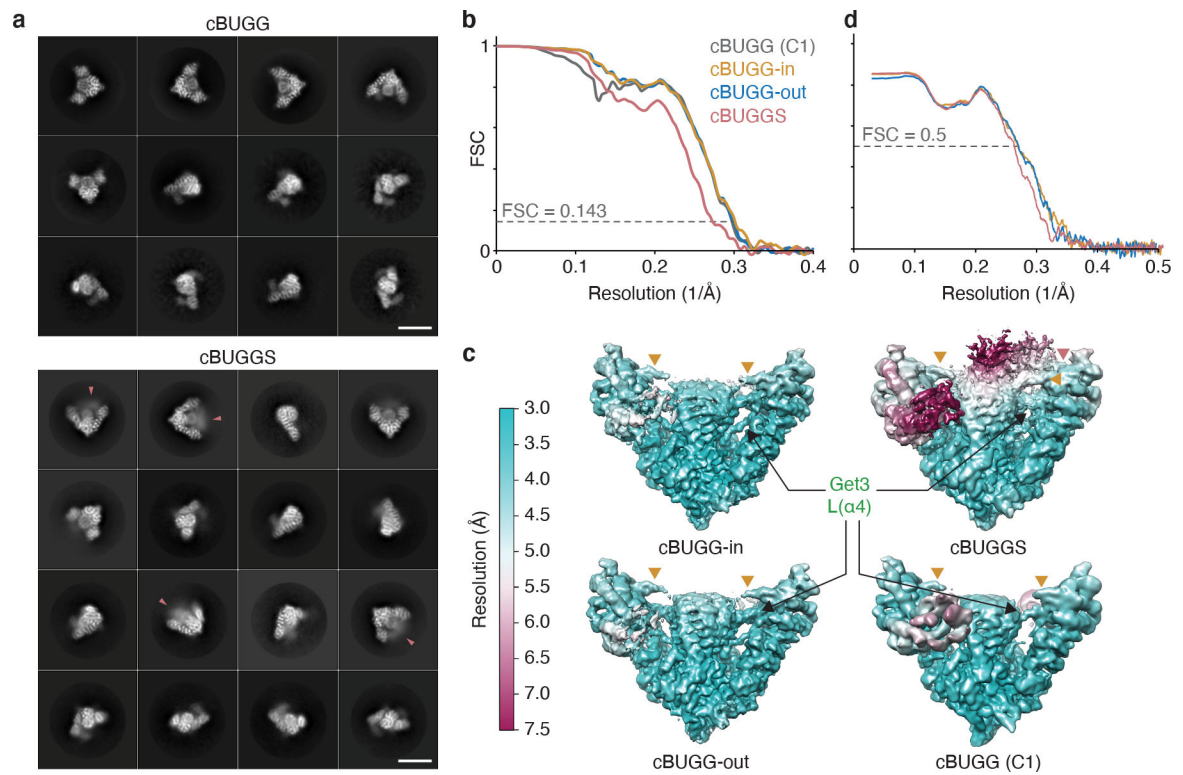 a
cBUGG
cBUGGS
b
1
FSC
0
FSC = 0.143
cBUGG (C1)
cBUGG-in
cBUGG-out
cBUGGS
0 0.1 0.2 0.3 0.4
Resolution (1/Å)
d
FSC = 0.5
0 0.1 0.2 0.3 0.4 0.5
Resolution (1/Å)
c
Resolution (Å)
3.0
3.5
4.0
4.5
5.0
5.5
6.0
6.5
7.0
7.5
Get3
L(α4)
cBUGG-in
cBUGGS
cBUGG-out
cBUGG (C1)